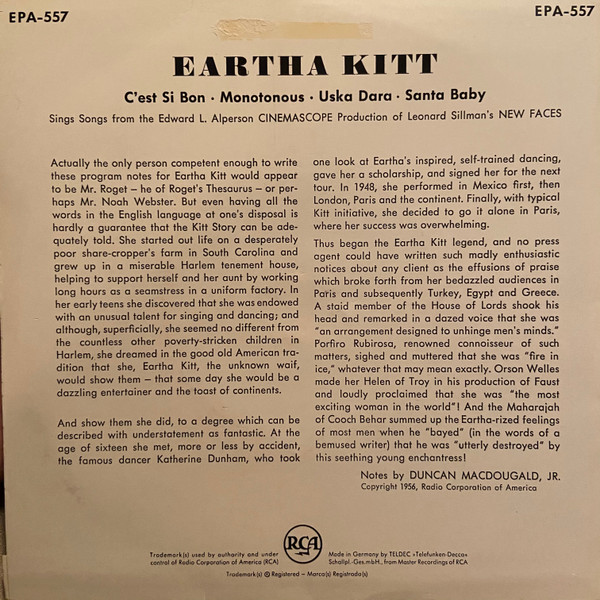 EPA-557
EPA-557
EARTHA KITT
C'est Si Bon · Monotonous · Uska Dara · Santa Baby
Sings Songs from the Edward L. Alperson CINEMASCOPE Production of Leonard Sillman's NEW FACES
Actually the only person competent enough to write
these program notes for Eartha Kitt would appear
to be Mr. Roget – he of Roget's Thesaurus – or per-
haps Mr. Noah Webster. But even having all the
words in the English language at one's disposal is
hardly a guarantee that the Kitt Story can be ade-
quately told. She started out life on a desperately
poor share-cropper's farm in South Carolina and
grew up in a miserable Harlem tenement house,
helping to support herself and her aunt by working
long hours as a seamstress in a uniform factory. In
her early teens she discovered that she was endowed
with an unusual talent for singing and dancing; and
although, superficially, she seemed no different from
the countless other poverty-stricken children in
Harlem, she dreamed in the good old American tra-
dition that she, Eartha Kitt, the unknown waif,
would show them – that some day she would be a
dazzling entertainer and the toast of continents.
And show them she did, to a degree which can be
described with understatement as fantastic. At the
age of sixteen she met, more or less by accident,
the famous dancer Katherine Dunham, who took
one look at Eartha's inspired, self-trained dancing,
gave her a scholarship, and signed her for the next
tour. In 1948, she performed in Mexico first, then
London, Paris and the continent. Finally, with typical
Kitt initiative, she decided to go it alone in Paris,
where her success was overwhelming.
Thus began the Eartha Kitt legend, and no press
agent could have written such madly enthusiastic
notices about any client as the effusions of praise
which broke forth from her bedazzled audiences in
Paris and subsequently Turkey, Egypt and Greece.
A staid member of the House of Lords shook his
head and remarked in a dazed voice that she was
"an arrangement designed to unhinge men's minds."
Porfiro Rubirosa, renowned connoisseur of such
matters, sighed and muttered that she was "fire in
ice," whatever that may mean exactly. Orson Welles
made her Helen of Troy in his production of Faust
and loudly proclaimed that she was "the most
exciting woman in the world"! And the Maharajah
of Cooch Behar summed up the Eartha-rized feelings
of most men when he "bayed" (in the words of a
bemused writer) that he was "utterly destroyed" by
this seething young enchantress!
Notes by DUNCAN MACDOUGALD, JR.
Copyright 1956, Radio Corporation of America
Trademark(s) used by authority and under
control of Radio Corporation of America (RCA)
RCA
Made in Germany by TELDEC »Telefunken-Decca«
Schallpl.-Ges.mbH., from Master Recordings of RCA
Trademark(s) ® Registered – Marca(s) Registrada(s)